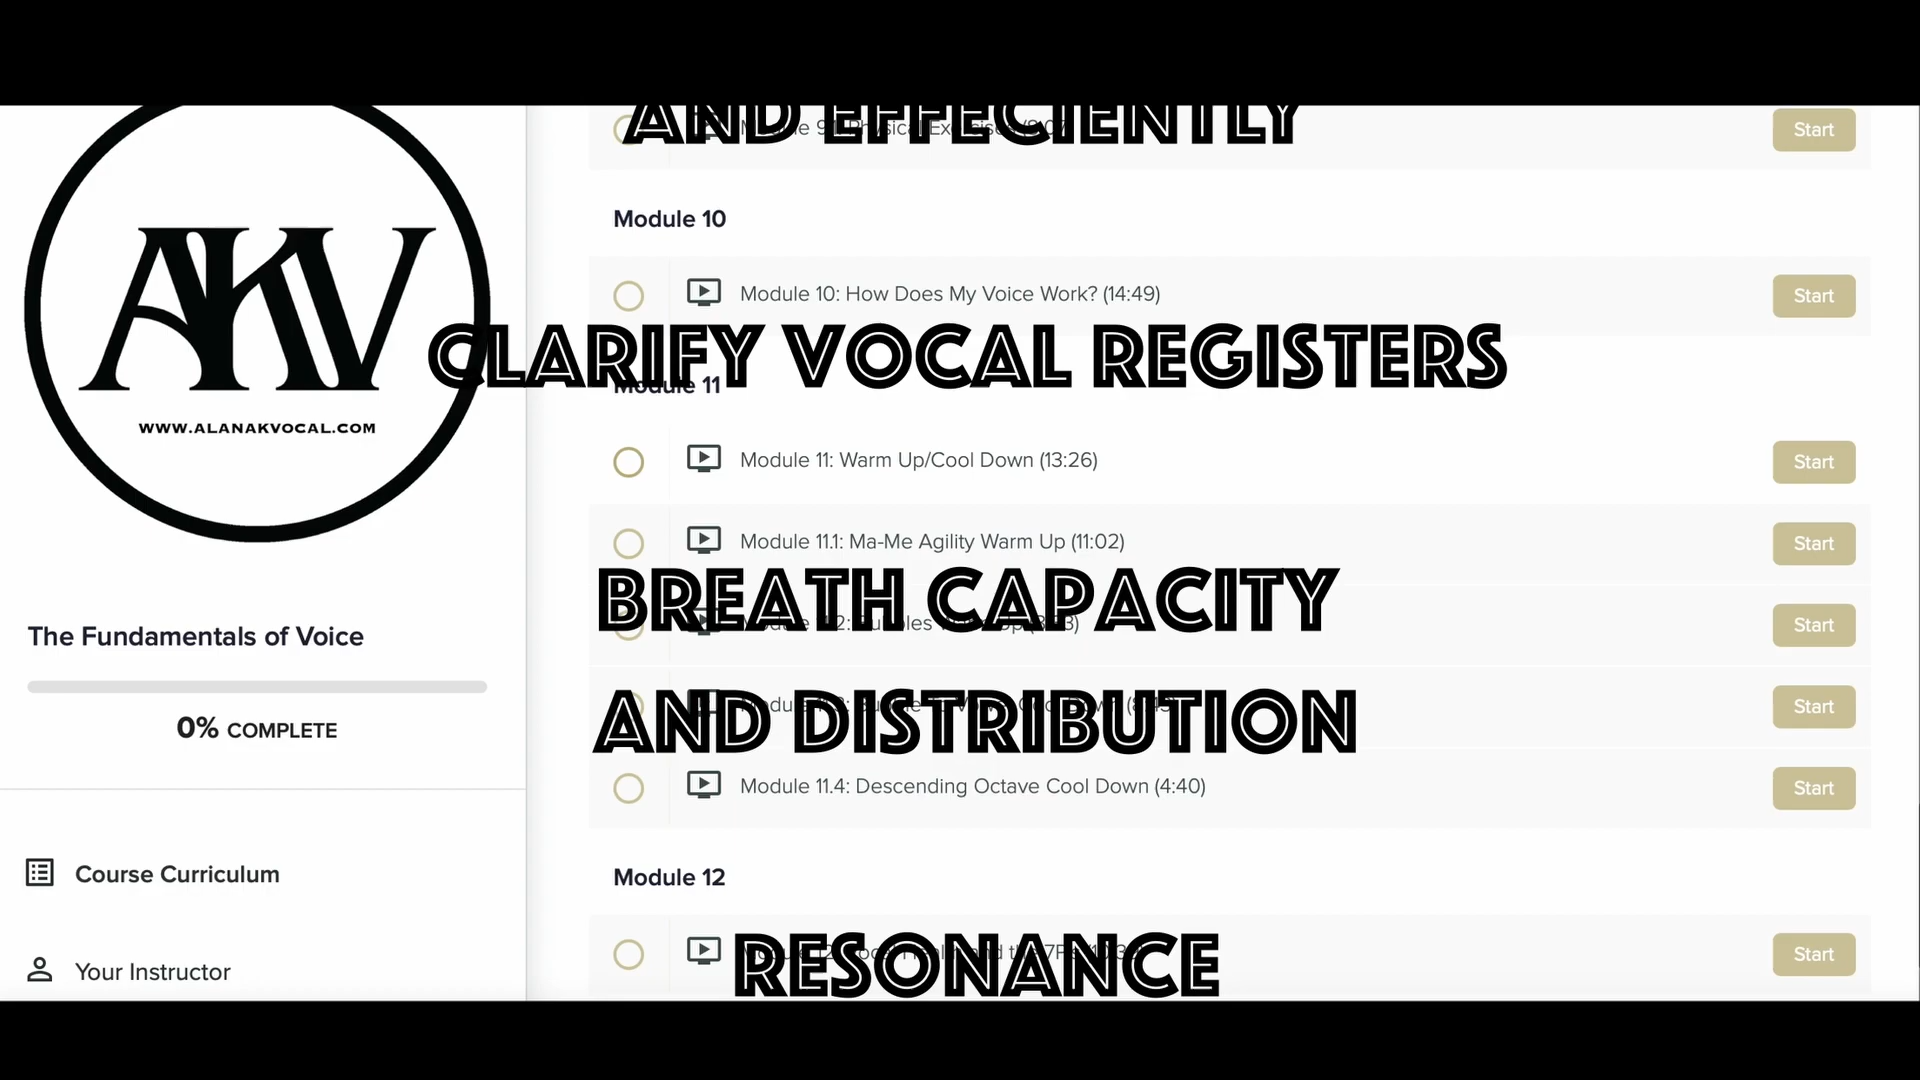 AND EFFECIENTLY
Start
Module 10
Module 10: How Does My Voice Work? (14:49)
Start
CLARIFY VOCAL REGISTERS
Module 11
AKV
WWW.ALANAKVOCAL.COM
Module 11: Warm Up/Cool Down (13:26)
Start
Module 11.1: Ma-Me Agility Warm Up (11:02)
Start
BREATH CAPACITY
Start
AND DISTRIBUTION
Start
Module 11.4: Descending Octave Cool Down (4:40)
Start
Module 12
RESONANCE
Start
The Fundamentals of Voice
0% COMPLETE
Course Curriculum
Your Instructor